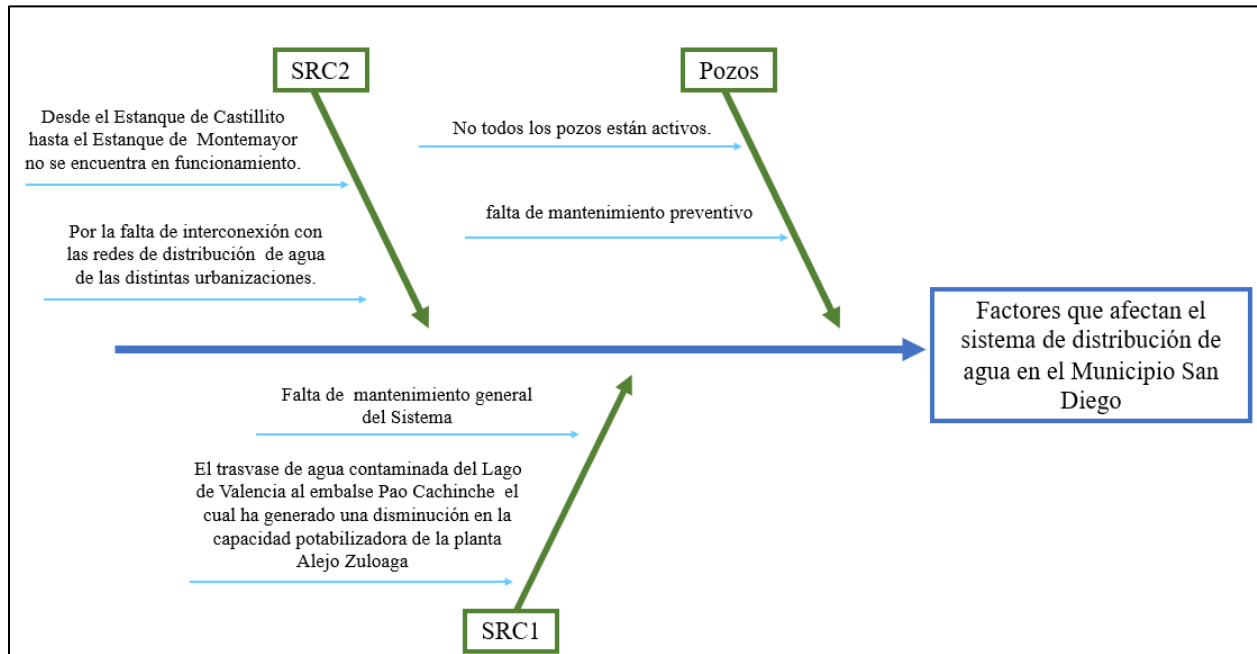 SRC2
Desde el Estanque de Castillito
hasta el Estanque de Montemayor
no se encuentra en funcionamiento.
Por la falta de interconexión con
las redes de distribución de agua
de las distintas urbanizaciones.
Pozos
No todos los pozos están activos.
falta de mantenimiento preventivo
Factores que afectan el
sistema de distribución de
agua en el Municipio San
Diego
Falta de mantenimiento general
del Sistema
El trasvase de agua contaminada del Lago
de Valencia al embalse Pao Cachinche el
cual ha generado una disminución en la
capacidad potabilizadora de la planta
Alejo Zuloaga
SRC1